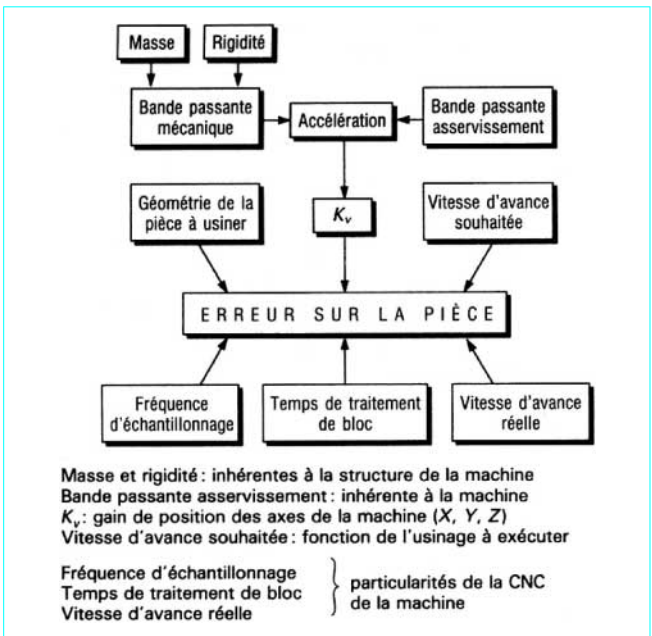 Masse
Rigidité
Bande passante
mécanique
Accélération
Bande passante
asservissement
Géométrie de la
pièce à usiner
Kv
Vitesse d'avance
souhaitée
ERREUR SUR LA PIÈCE
Fréquence
d'échantillonnage
Temps de traitement
de bloc
Vitesse d'avance
réelle
Masse et rigidité : inhérentes à la structure de la machine
Bande passante asservissement : inhérente à la machine
Kv : gain de position des axes de la machine (X, Y, Z)
Vitesse d'avance souhaitée : fonction de l'usinage à exécuter
Fréquence d'échantillonnage
Temps de traitement de bloc
Vitesse d'avance réelle
particularités de la CNC
de la machine